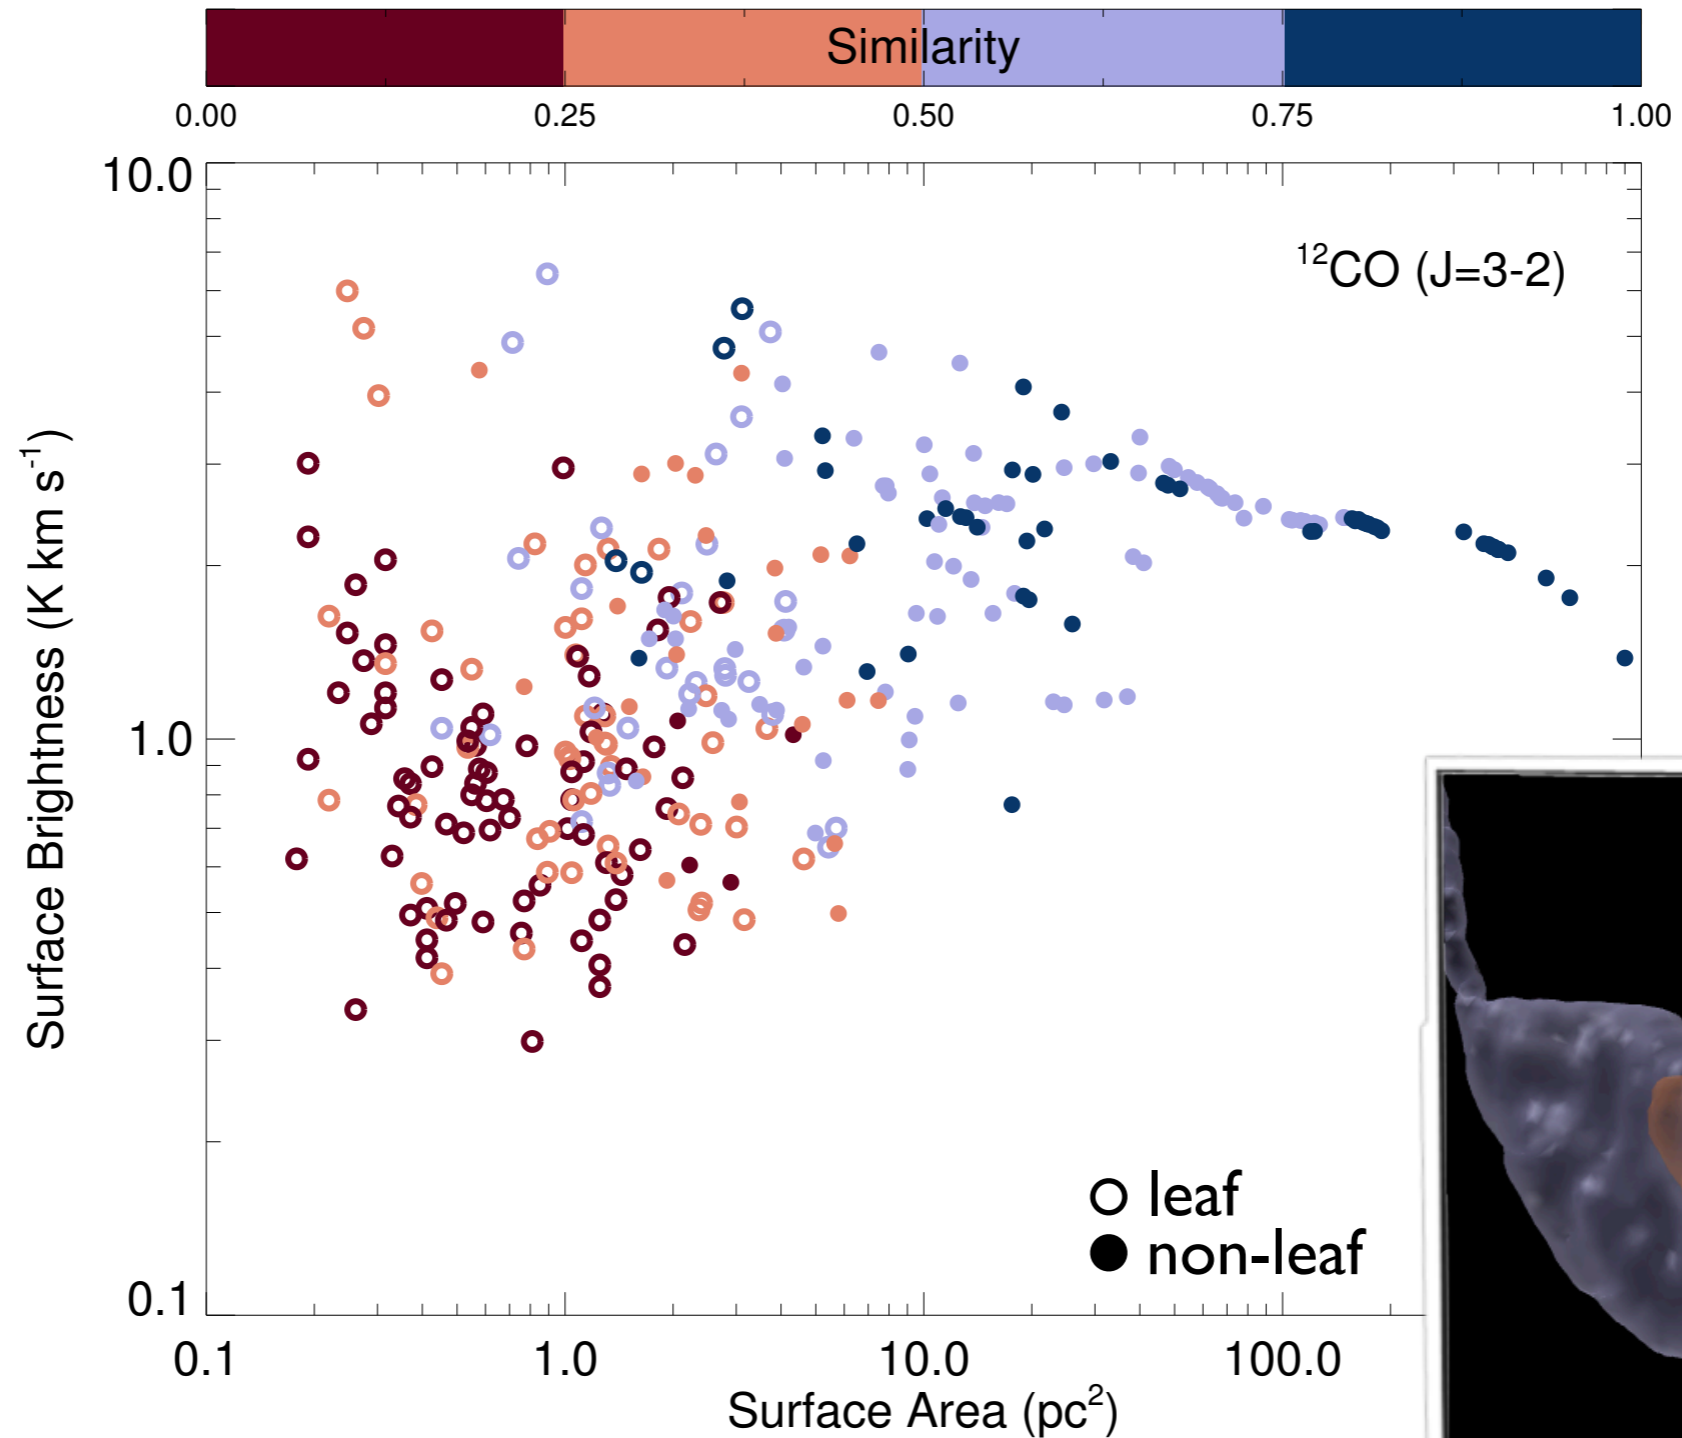 Similarity
0.00 0.25 0.50 0.75 1.00
10.0
¹²CO (J=3-2)
Surface Brightness (K km s⁻¹)
1.0
leaf
non-leaf
0.1
0.1 1.0 10.0 100.0
Surface Area (pc²)